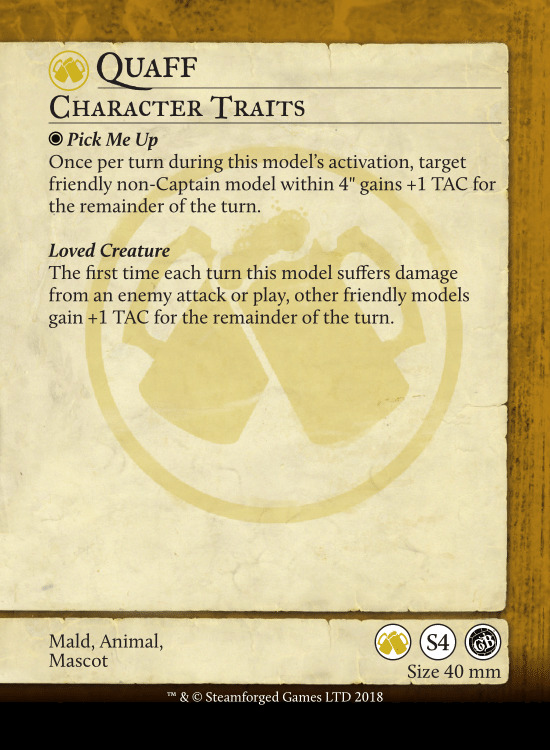 Quaff
Character Traits
Pick Me Up
Once per turn during this model's activation, target
friendly non-Captain model within 4" gains +1 TAC for
the remainder of the turn.
Loved Creature
The first time each turn this model suffers damage
from an enemy attack or play, other friendly models
gain +1 TAC for the remainder of the turn.
Mald, Animal,
Mascot
S4 GB
Size 40 mm
™ & © Steamforged Games LTD 2018